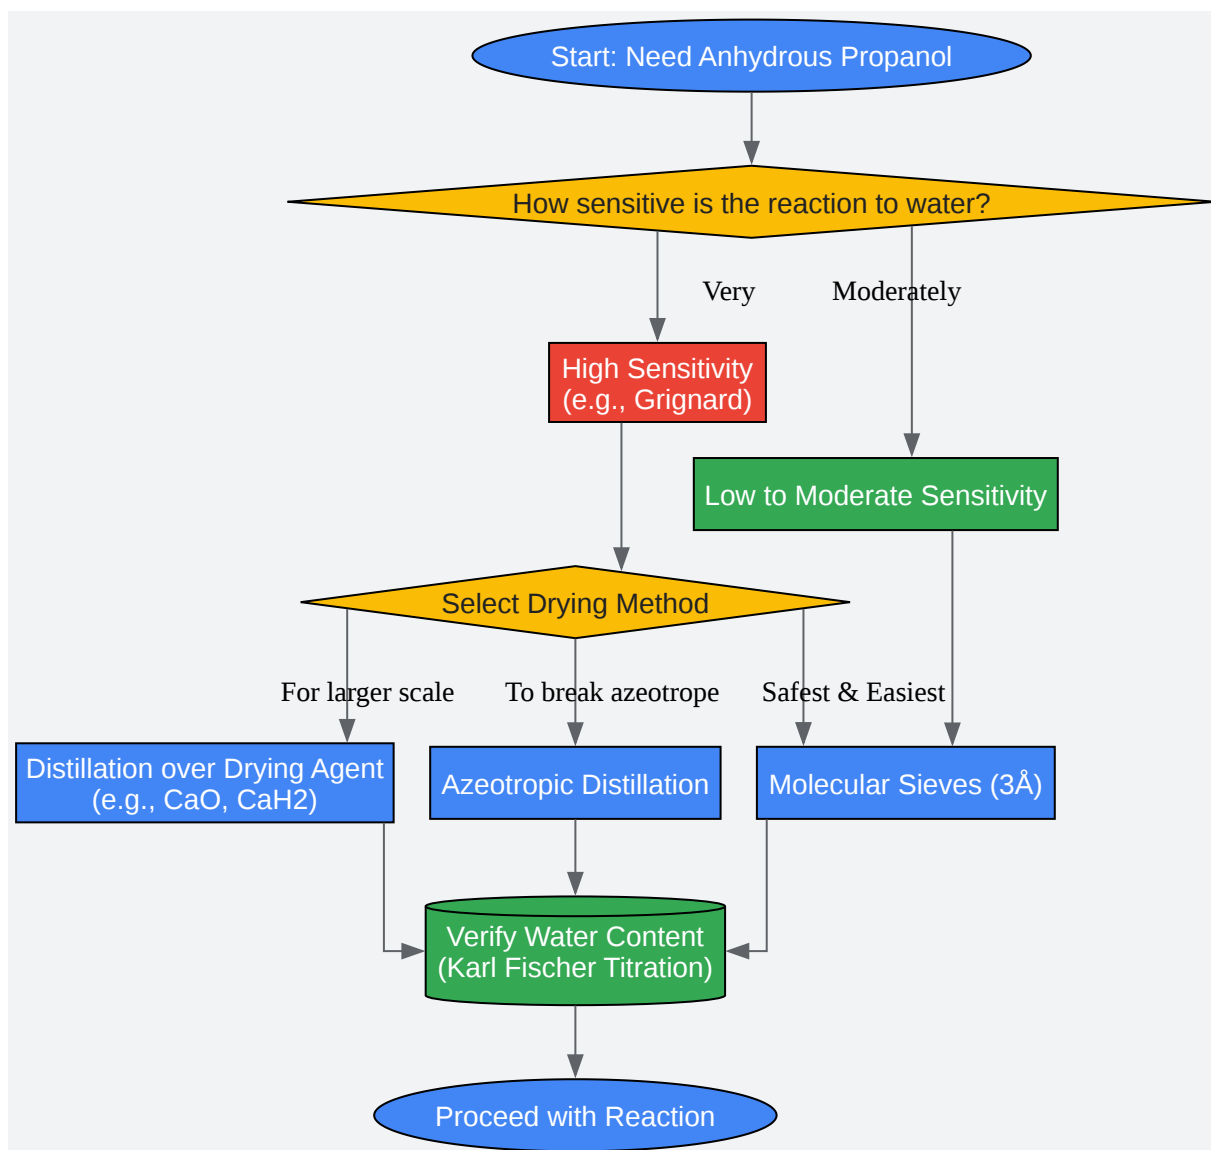 Start: Need Anhydrous Propanol
How sensitive is the reaction to water?
Very
Moderately
High Sensitivity
(e.g., Grignard)
Low to Moderate Sensitivity
Select Drying Method
For larger scale
To break azeotrope
Safest & Easiest
Distillation over Drying Agent
(e.g., CaO, CaH2)
Azeotropic Distillation
Molecular Sieves (3Å)
Verify Water Content
(Karl Fischer Titration)
Proceed with Reaction